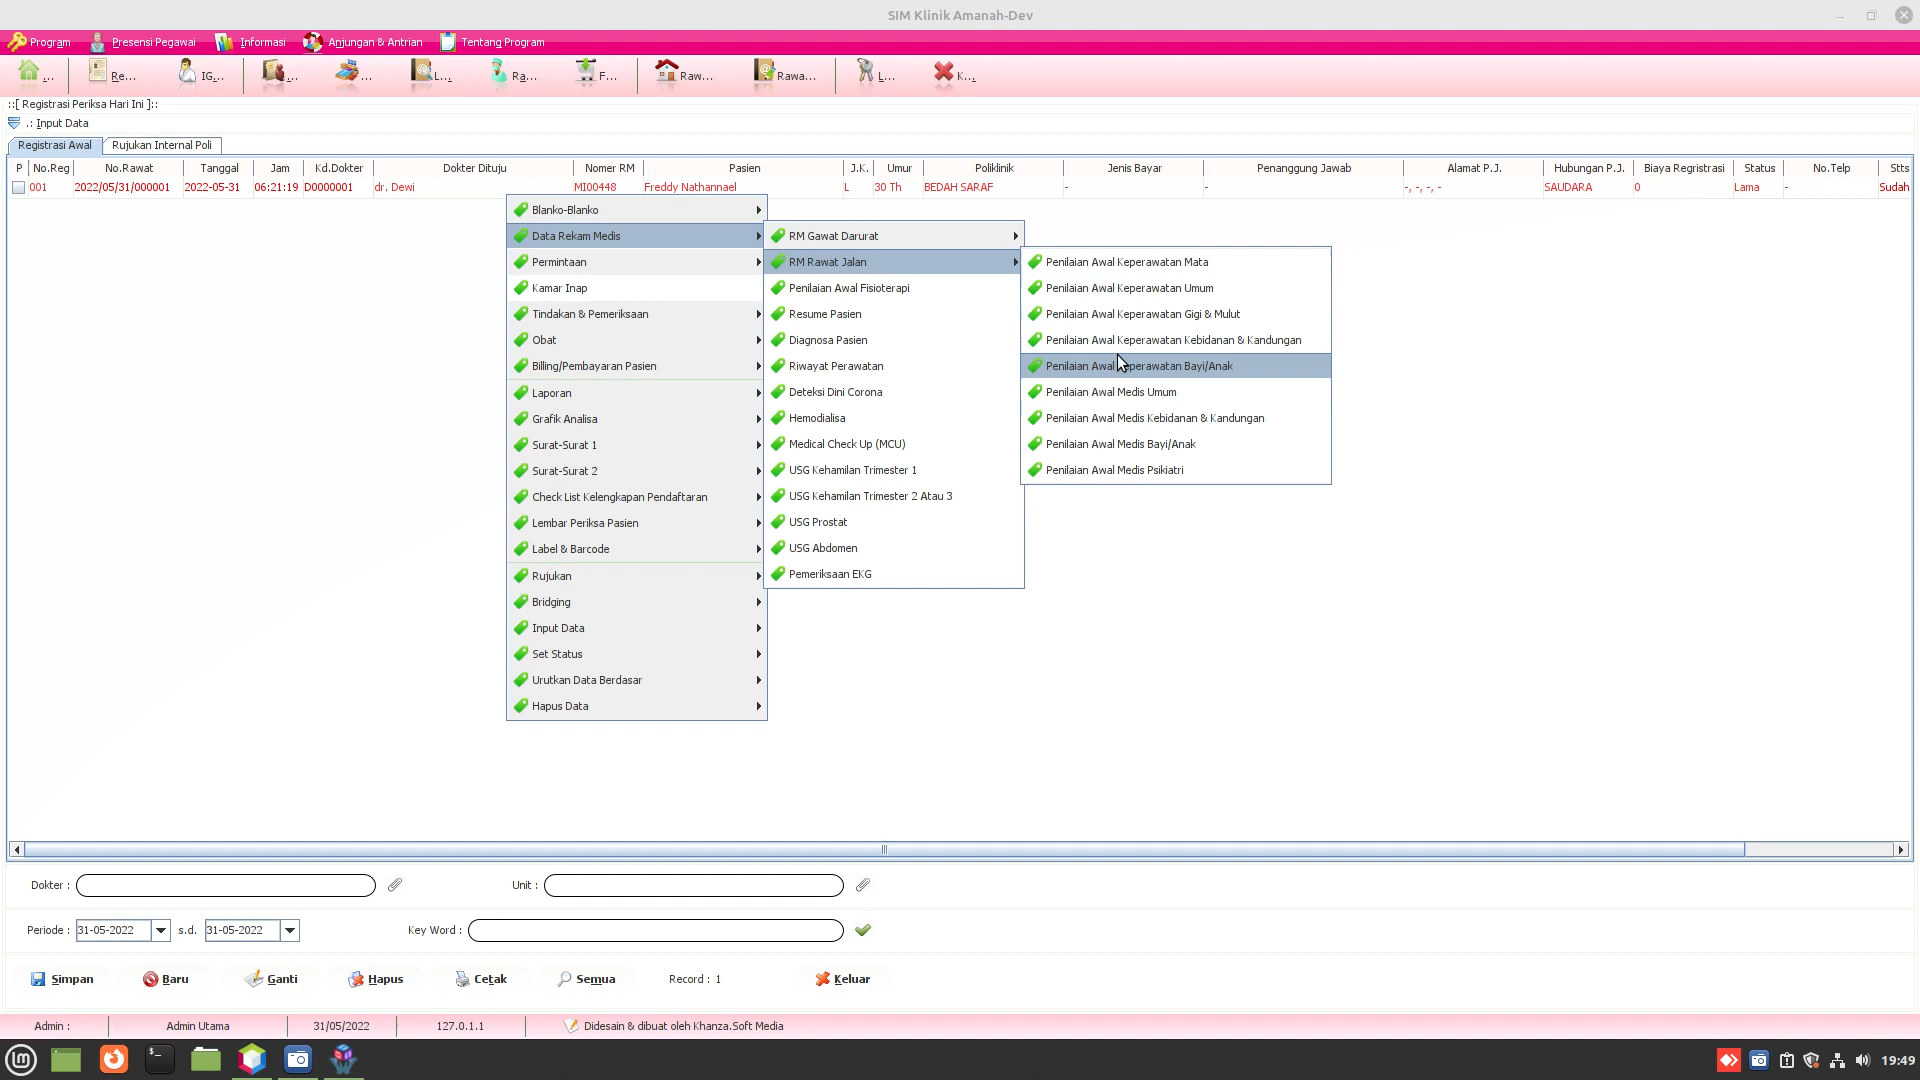 SIM Klinik Amanah-Dev
Program Presensi Pegawai Informasi Anjungan & Antrian Tentang Program
... Re... IG... ... ... L... Ra... F... Raw... Rawa... L... K...
::[ Registrasi Periksa Hari Ini ]::
.: Input Data
Registrasi Awal Rujukan Internal Poli
P No.Reg No.Rawat Tanggal Jam Kd.Dokter Dokter Dituju Nomer RM Pasien J.K. Umur Poliklinik Jenis Bayar Penanggung Jawab Alamat P.J. Hubungan P.J. Biaya Regristrasi Status No.Telp Stts
001 2022/05/31/000001 2022-05-31 06:21:19 D0000001 dr. Dewi MI00448 Freddy Nathannael L 30 Th BEDAH SARAF - - -, -, -, - SAUDARA 0 Lama - Sudah
Blanko-Blanko
Data Rekam Medis
Permintaan
Kamar Inap
Tindakan & Pemeriksaan
Obat
Billing/Pembayaran Pasien
Laporan
Grafik Analisa
Surat-Surat 1
Surat-Surat 2
Check List Kelengkapan Pendaftaran
Lembar Periksa Pasien
Label & Barcode
Rujukan
Bridging
Input Data
Set Status
Urutkan Data Berdasar
Hapus Data
RM Gawat Darurat
RM Rawat Jalan
Penilaian Awal Fisioterapi
Resume Pasien
Diagnosa Pasien
Riwayat Perawatan
Deteksi Dini Corona
Hemodialisa
Medical Check Up (MCU)
USG Kehamilan Trimester 1
USG Kehamilan Trimester 2 Atau 3
USG Prostat
USG Abdomen
Pemeriksaan EKG
Penilaian Awal Keperawatan Mata
Penilaian Awal Keperawatan Umum
Penilaian Awal Keperawatan Gigi & Mulut
Penilaian Awal Keperawatan Kebidanan & Kandungan
Penilaian Awal Keperawatan Bayi/Anak
Penilaian Awal Medis Umum
Penilaian Awal Medis Kebidanan & Kandungan
Penilaian Awal Medis Bayi/Anak
Penilaian Awal Medis Psikiatri
Dokter : Unit :
Periode : 31-05-2022 s.d. 31-05-2022 Key Word :
Simpan Baru Ganti Hapus Cetak Semua Record : 1 Keluar
Admin : Admin Utama 31/05/2022 127.0.1.1 Didesain & dibuat oleh Khanza.Soft Media
19:49